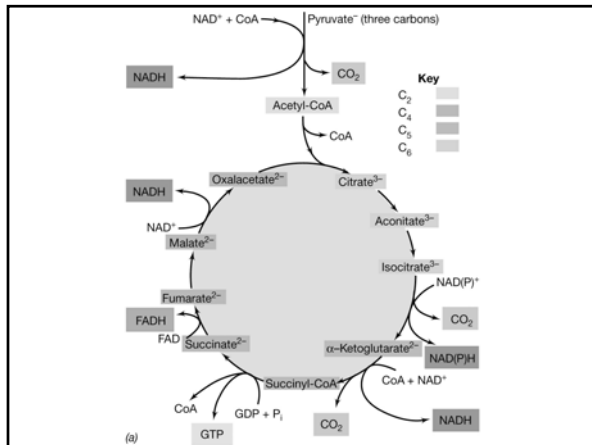 NAD⁺ + CoA
Pyruvate⁻ (three carbons)
NADH
CO₂
Key
C₂
C₄
C₅
C₆
Acetyl-CoA
CoA
Oxalacetate²⁻
Citrate³⁻
NADH
NAD⁺
Aconitate³⁻
Malate²⁻
Isocitrate³⁻
NAD(P)⁺
Fumarate²⁻
CO₂
FADH
FAD
Succinate²⁻
α-Ketoglutarate²⁻
NAD(P)H
Succinyl-CoA
CoA + NAD⁺
CoA
GDP + Pᵢ
CO₂
NADH
GTP
(a)